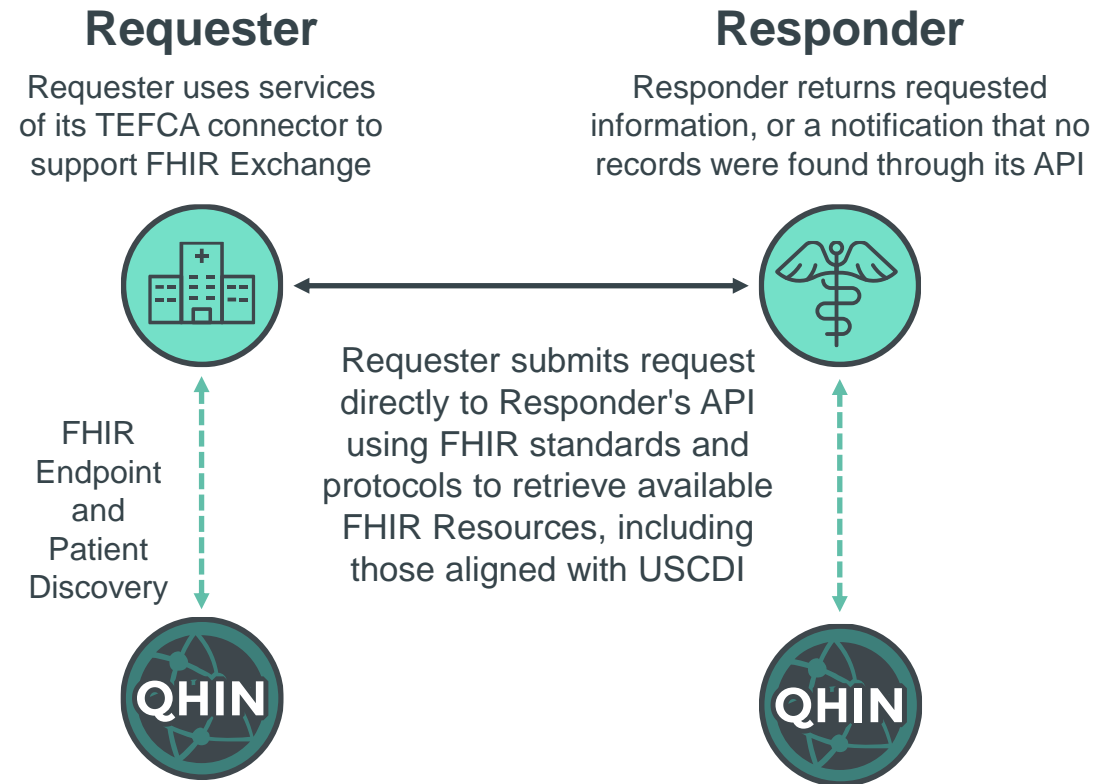 Requester
Requester uses services
of its TEFCA connector to
support FHIR Exchange
Responder
Responder returns requested
information, or a notification that no
records were found through its API
Requester submits request
directly to Responder's API
using FHIR standards and
protocols to retrieve available
FHIR Resources, including
those aligned with USCDI
FHIR
Endpoint
and
Patient
Discovery
QHIN
QHIN